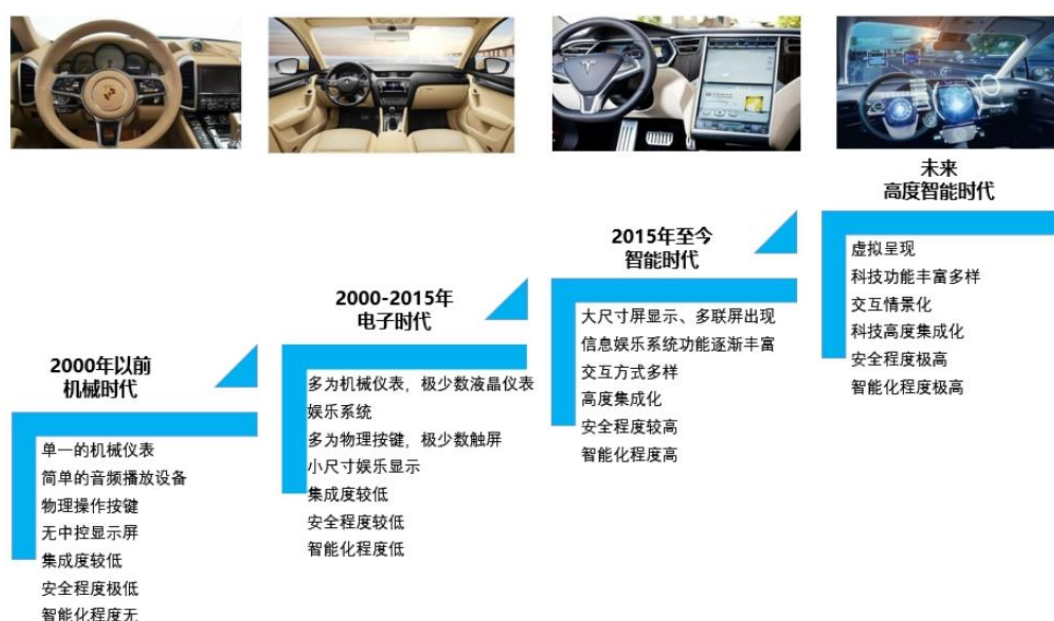 2000年以前
机械时代
单一的机械仪表
简单的音频播放设备
物理操作按键
无中控显示屏
集成度较低
安全程度极低
智能化程度无
2000-2015年
电子时代
多为机械仪表，极少数液晶仪表
娱乐系统
多为物理按键，极少数触屏
小尺寸娱乐显示
集成度较低
安全程度较低
智能化程度低
2015年至今
智能时代
大尺寸屏显示、多联屏出现
信息娱乐系统功能逐渐丰富
交互方式多样
高度集成化
安全程度较高
智能化程度高
未来
高度智能时代
虚拟呈现
科技功能丰富多样
交互情景化
科技高度集成化
安全程度极高
智能化程度极高